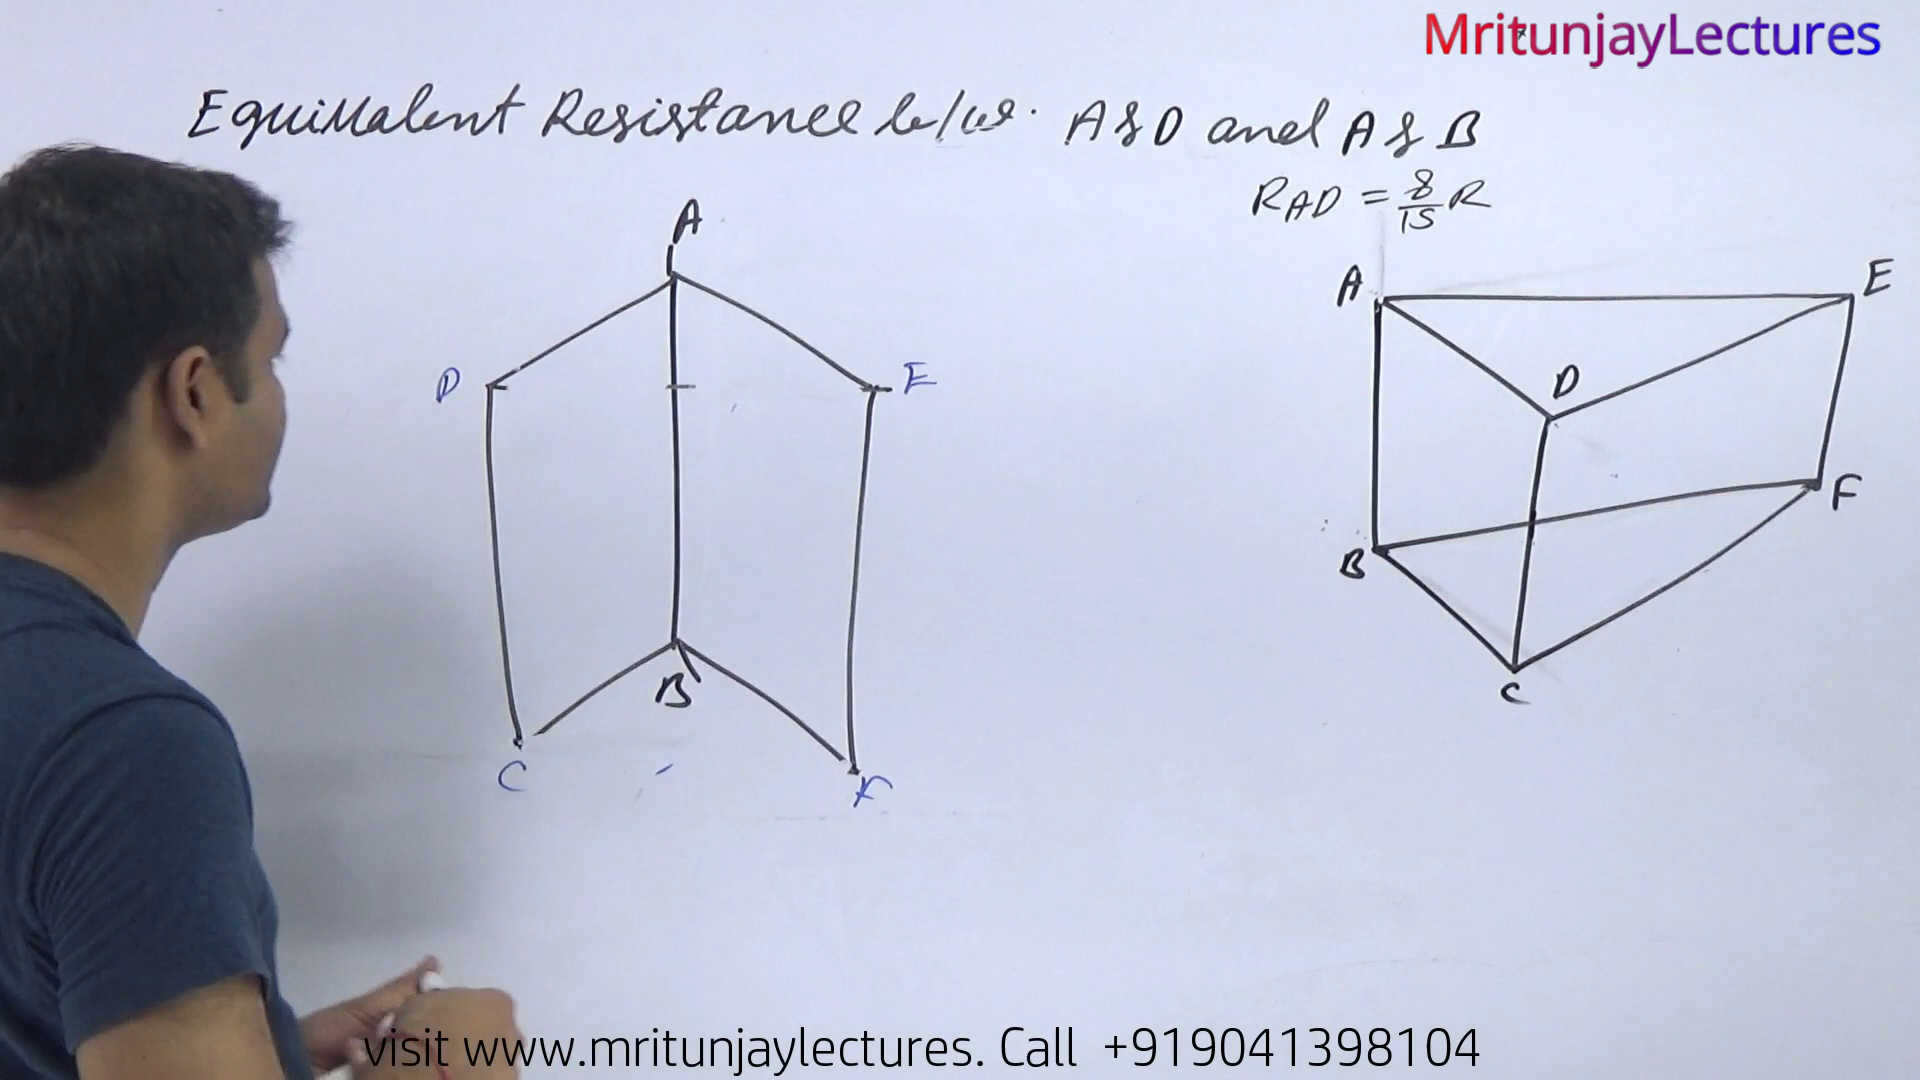 MritunjayLectures
Equivalent Resistance b/w. A & D and A & B
RAD = 8/15 R
A
D
E
B
C
F
A
E
D
F
B
C
visit www.mritunjaylectures. Call +919041398104